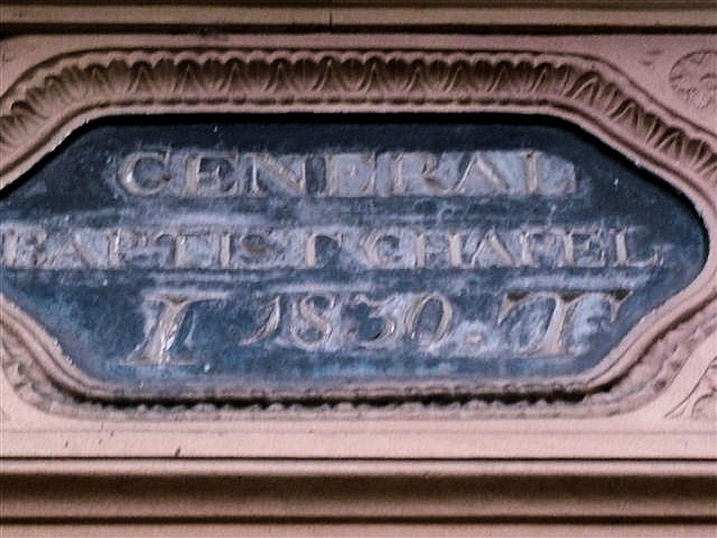 GENERAL
BAPTIST CHAPEL
I 1830. T